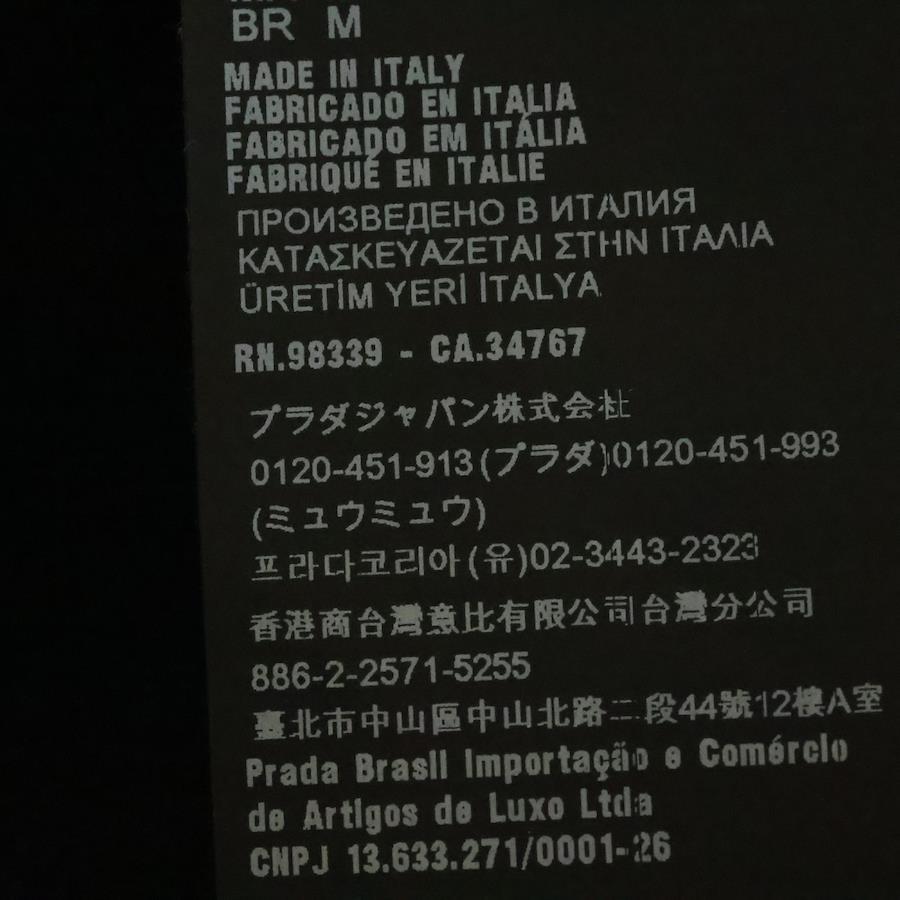 BR M
MADE IN ITALY
FABRICADO EN ITALIA
FABRICADO EM ITÁLIA
FABRIQUÉ EN ITALIE
ПРОИЗВЕДЕНО В ИТАЛИЯ
ΚΑΤΑΣΚΕΥΑΖΕΤΑΙ ΣΤΗΝ ΙΤΑΛΙΑ
ÜRETİM YERİ İTALYA
RN.98339 - CA.34767
プラダジャパン株式会社
0120-451-913(プラダ)0120-451-993
(ミュウミュウ)
프라다코리아(유)02-3443-2323
香港商台灣意比有限公司台灣分公司
886-2-2571-5255
臺北市中山區中山北路二段44號12樓A室
Prada Brasil Importação e Comércio
de Artigos de Luxo Ltda
CNPJ 13.633.271/0001-26